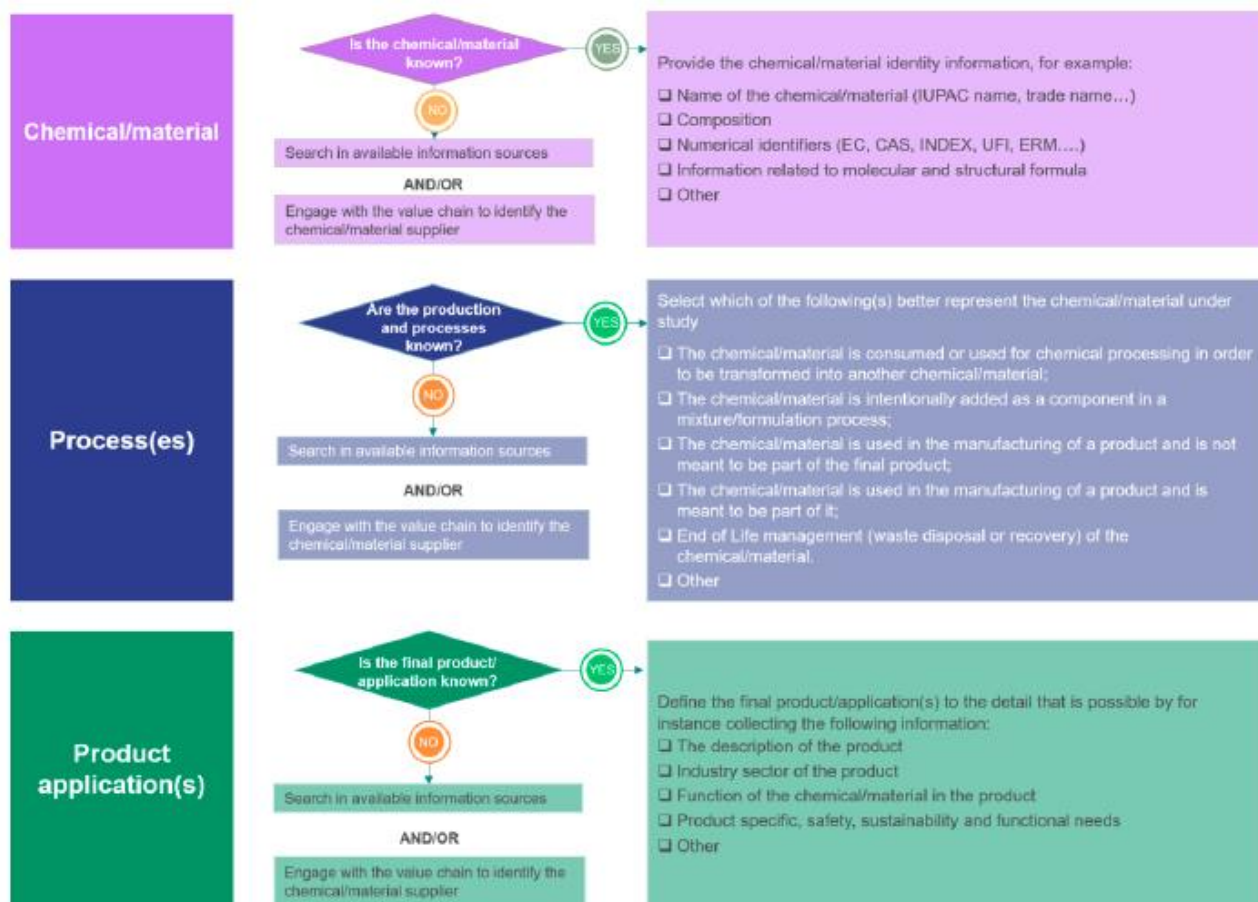 Chemical/material
Is the chemical/material
known?
YES
NO
Search in available information sources
AND/OR
Engage with the value chain to identify the
chemical/material supplier
Provide the chemical/material identity information, for example:
❑ Name of the chemical/material (IUPAC name, trade name…)
❑ Composition
❑ Numerical identifiers (EC, CAS, INDEX, UFI, ERM….)
❑ Information related to molecular and structural formula
❑ Other
Process(es)
Are the production
and processes
known?
YES
NO
Search in available information sources
AND/OR
Engage with the value chain to identify the
chemical/material supplier
Select which of the following(s) better represent the chemical/material under
study
❑ The chemical/material is consumed or used for chemical processing in order
to be transformed into another chemical/material;
❑ The chemical/material is intentionally added as a component in a
mixture/formulation process;
❑ The chemical/material is used in the manufacturing of a product and is not
meant to be part of the final product;
❑ The chemical/material is used in the manufacturing of a product and is
meant to be part of it;
❑ End of Life management (waste disposal or recovery) of the
chemical/material.
❑ Other
Product
application(s)
Is the final product/
application known?
YES
NO
Search in available information sources
AND/OR
Engage with the value chain to identify the
chemical/material supplier
Define the final product/application(s) to the detail that is possible by for
instance collecting the following information:
❑ The description of the product
❑ Industry sector of the product
❑ Function of the chemical/material in the product
❑ Product specific, safety, sustainability and functional needs
❑ Other